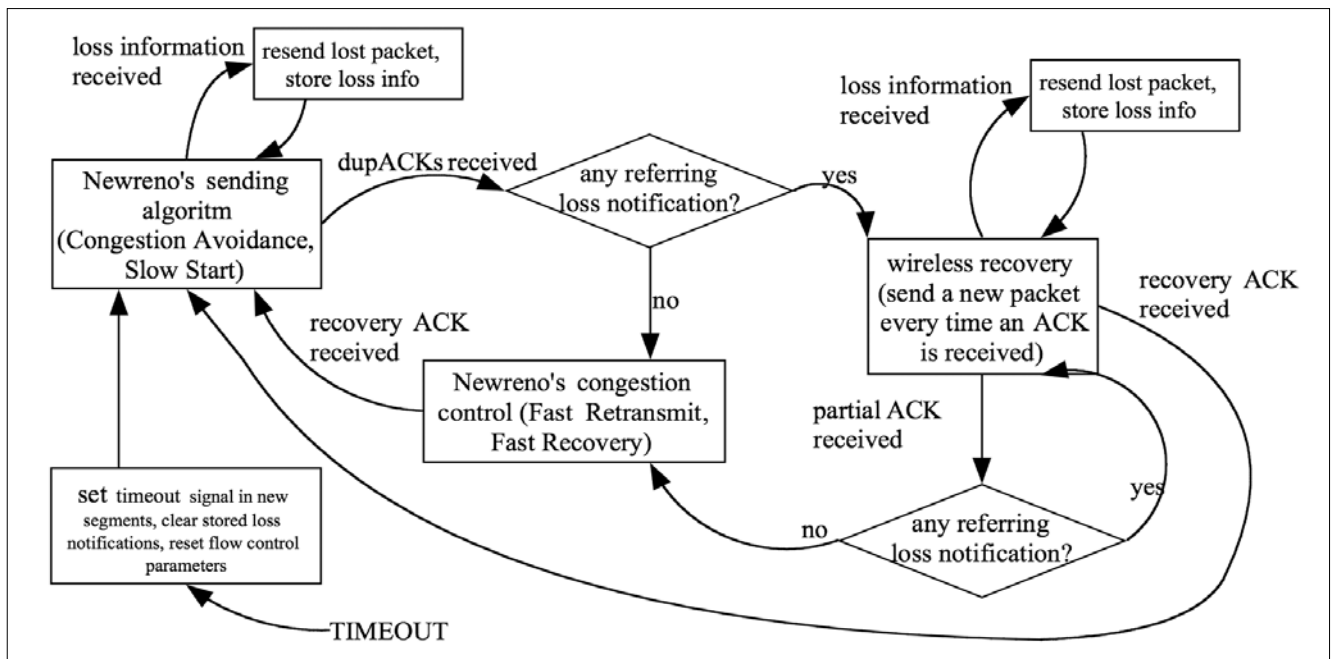 loss information
received
resend lost packet,
store loss info
loss information
received
resend lost packet,
store loss info
dupACKs received
any referring
loss notification?
yes
Newreno's sending
algoritm
(Congestion Avoidance,
Slow Start)
wireless recovery
(send a new packet
every time an ACK
is received)
recovery ACK
received
no
recovery ACK
received
Newreno's congestion
control (Fast Retransmit,
Fast Recovery)
partial ACK
received
set timeout signal in new
segments, clear stored loss
notifications, reset flow control
parameters
no
any referring
loss notification?
yes
TIMEOUT